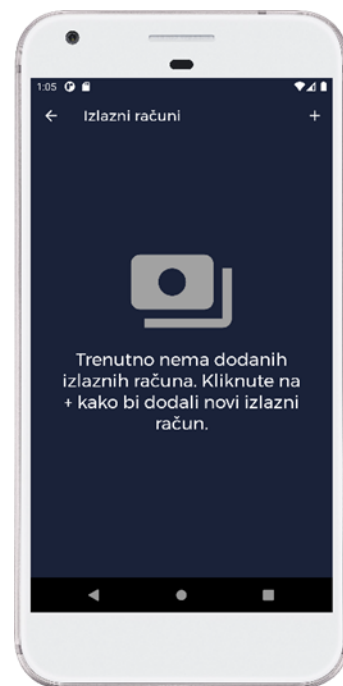 1:05
Izlazni računi +
Trenutno nema dodanih
izlaznih računa. Kliknute na
+ kako bi dodali novi izlazni
račun.